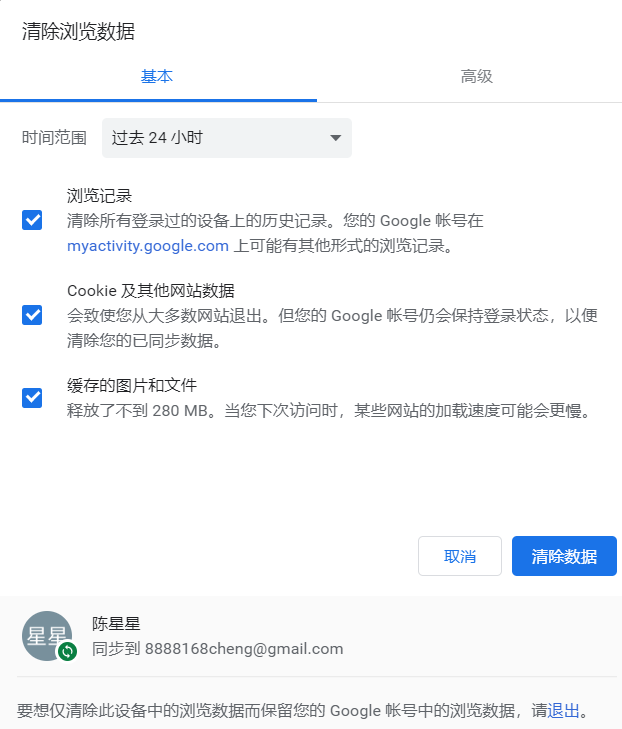 清除浏览数据
基本
高级
时间范围
过去 24 小时
浏览记录
清除所有登录过的设备上的历史记录。您的 Google 帐号在
myactivity.google.com 上可能有其他形式的浏览记录。
Cookie 及其他网站数据
会致使您从大多数网站退出。但您的 Google 帐号仍会保持登录状态，以便
清除您的已同步数据。
缓存的图片和文件
释放了不到 280 MB。当您下次访问时，某些网站的加载速度可能会更慢。
取消
清除数据
星星
陈星星
同步到 8888168cheng@gmail.com
要想仅清除此设备中的浏览数据而保留您的 Google 帐号中的浏览数据，请退出。